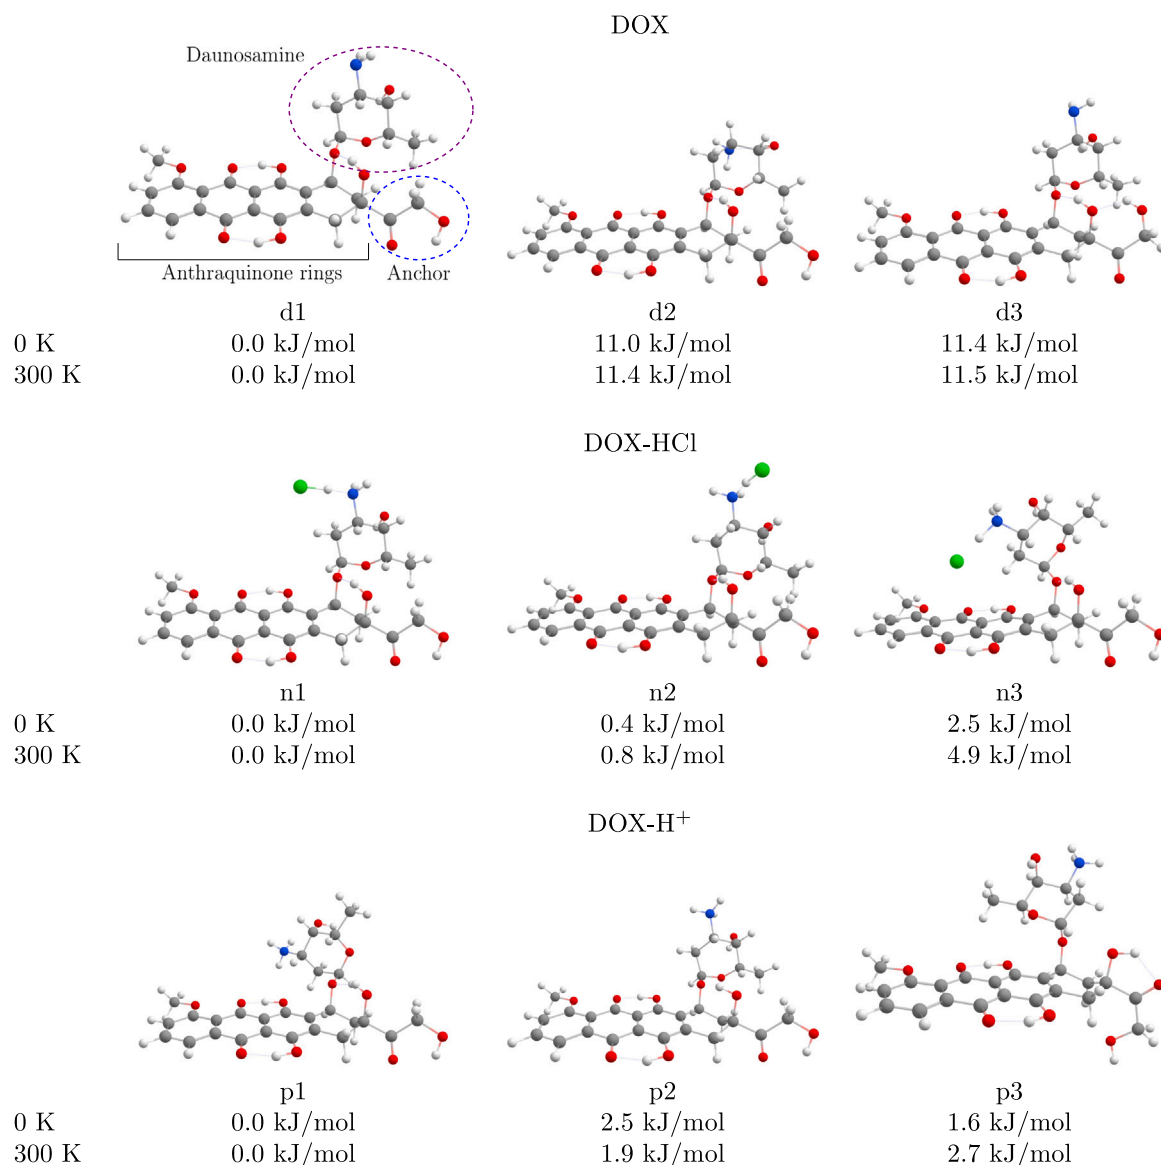 DOX
Daunosamine
Anthraquinone rings
Anchor
d1 d2 d3
0 K 0.0 kJ/mol 11.0 kJ/mol 11.4 kJ/mol
300 K 0.0 kJ/mol 11.4 kJ/mol 11.5 kJ/mol
DOX-HCl
n1 n2 n3
0 K 0.0 kJ/mol 0.4 kJ/mol 2.5 kJ/mol
300 K 0.0 kJ/mol 0.8 kJ/mol 4.9 kJ/mol
DOX-H⁺
p1 p2 p3
0 K 0.0 kJ/mol 2.5 kJ/mol 1.6 kJ/mol
300 K 0.0 kJ/mol 1.9 kJ/mol 2.7 kJ/mol